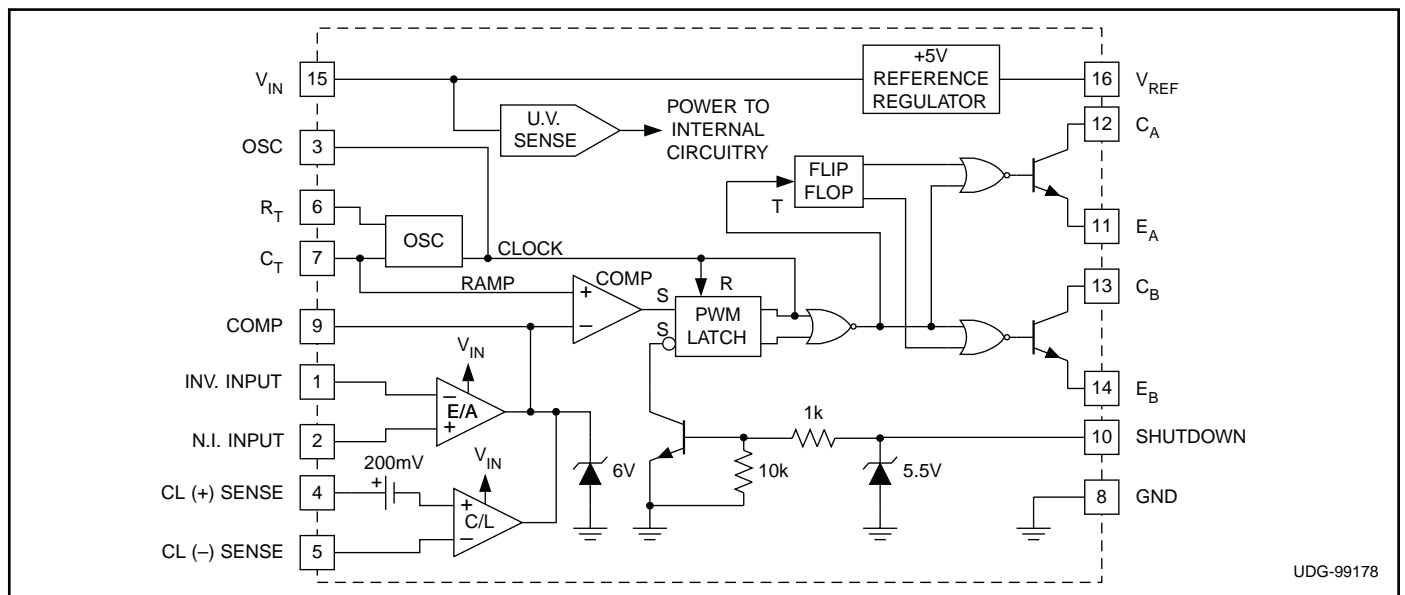 +5V
REFERENCE
REGULATOR
V_IN 15
16 V_REF
U.V.
SENSE
POWER TO
INTERNAL
CIRCUITRY
12 C_A
OSC 3
FLIP
FLOP
T
R_T 6
OSC
11 E_A
C_T 7
CLOCK
RAMP
COMP
S
R
13 C_B
COMP 9
PWM
LATCH
S
V_IN
INV. INPUT 1
–
E/A
+
14 E_B
N.I. INPUT 2
1k
10 SHUTDOWN
200mV
V_IN
6V
10k
5.5V
CL (+) SENSE 4
+
+
C/L
–
8 GND
CL (–) SENSE 5
+
–
UDG-99178